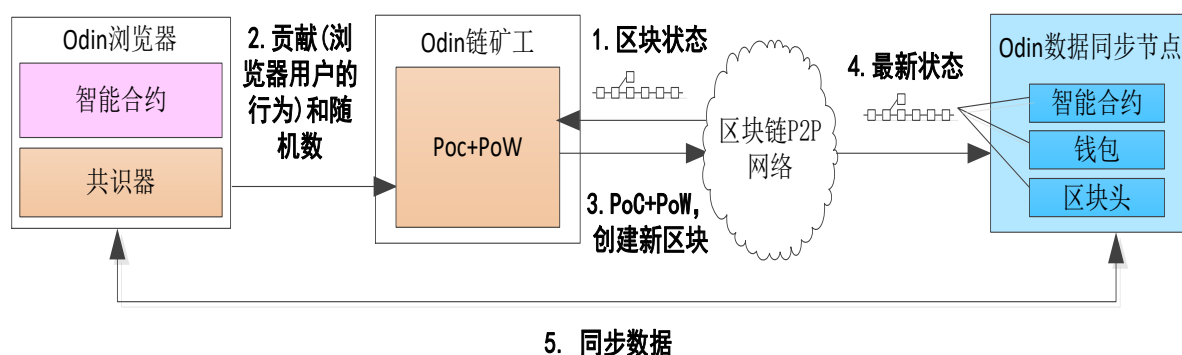 Odin浏览器
智能合约
共识器
2.贡献(浏
览器用户的
行为)和随
机数
Odin链矿工
Poc+PoW
1.区块状态
区块链P2P
网络
3.PoC+PoW,
创建新区块
4.最新状态
Odin数据同步节点
智能合约
钱包
区块头
5. 同步数据